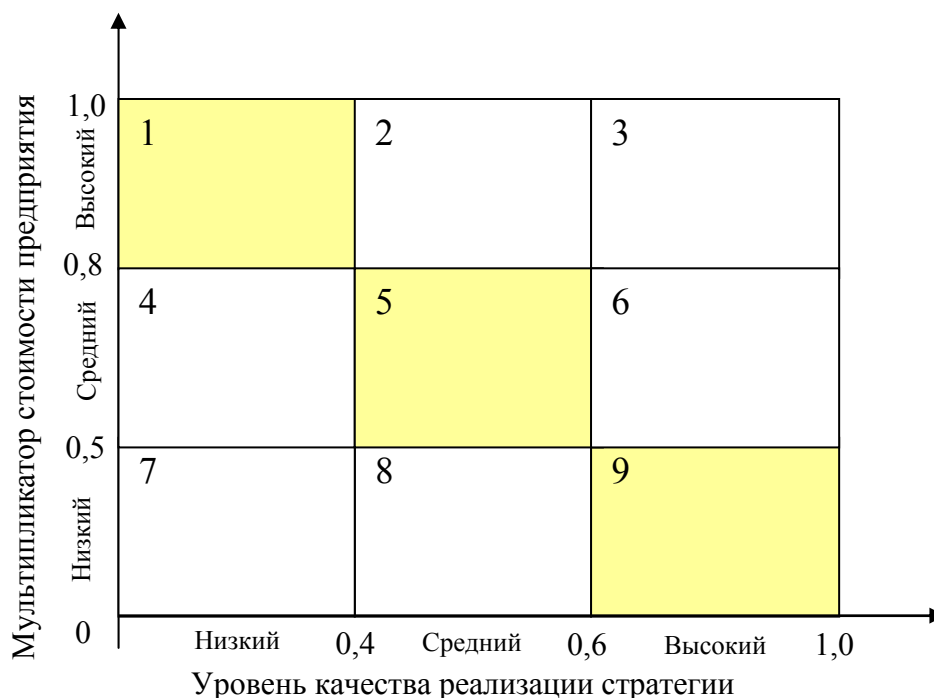 Мультипликатор стоимости предприятия
1,0
Высокий
0,8
Средний
0,5
Низкий
0
1
2
3
4
5
6
7
8
9
Низкий
0,4
Средний
0,6
Высокий
1,0
Уровень качества реализации стратегии